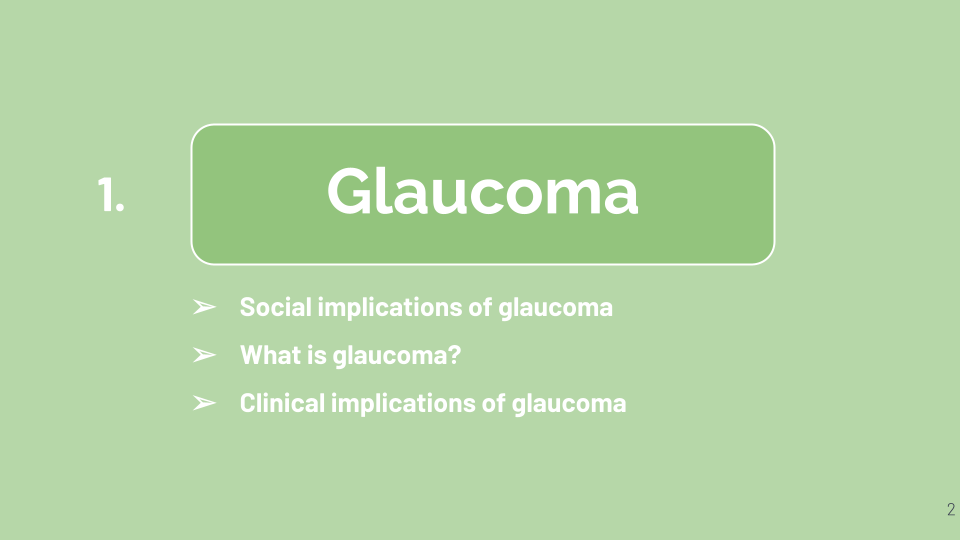 1.
Glaucoma
➢ Social implications of glaucoma
➢ What is glaucoma?
➢ Clinical implications of glaucoma
2